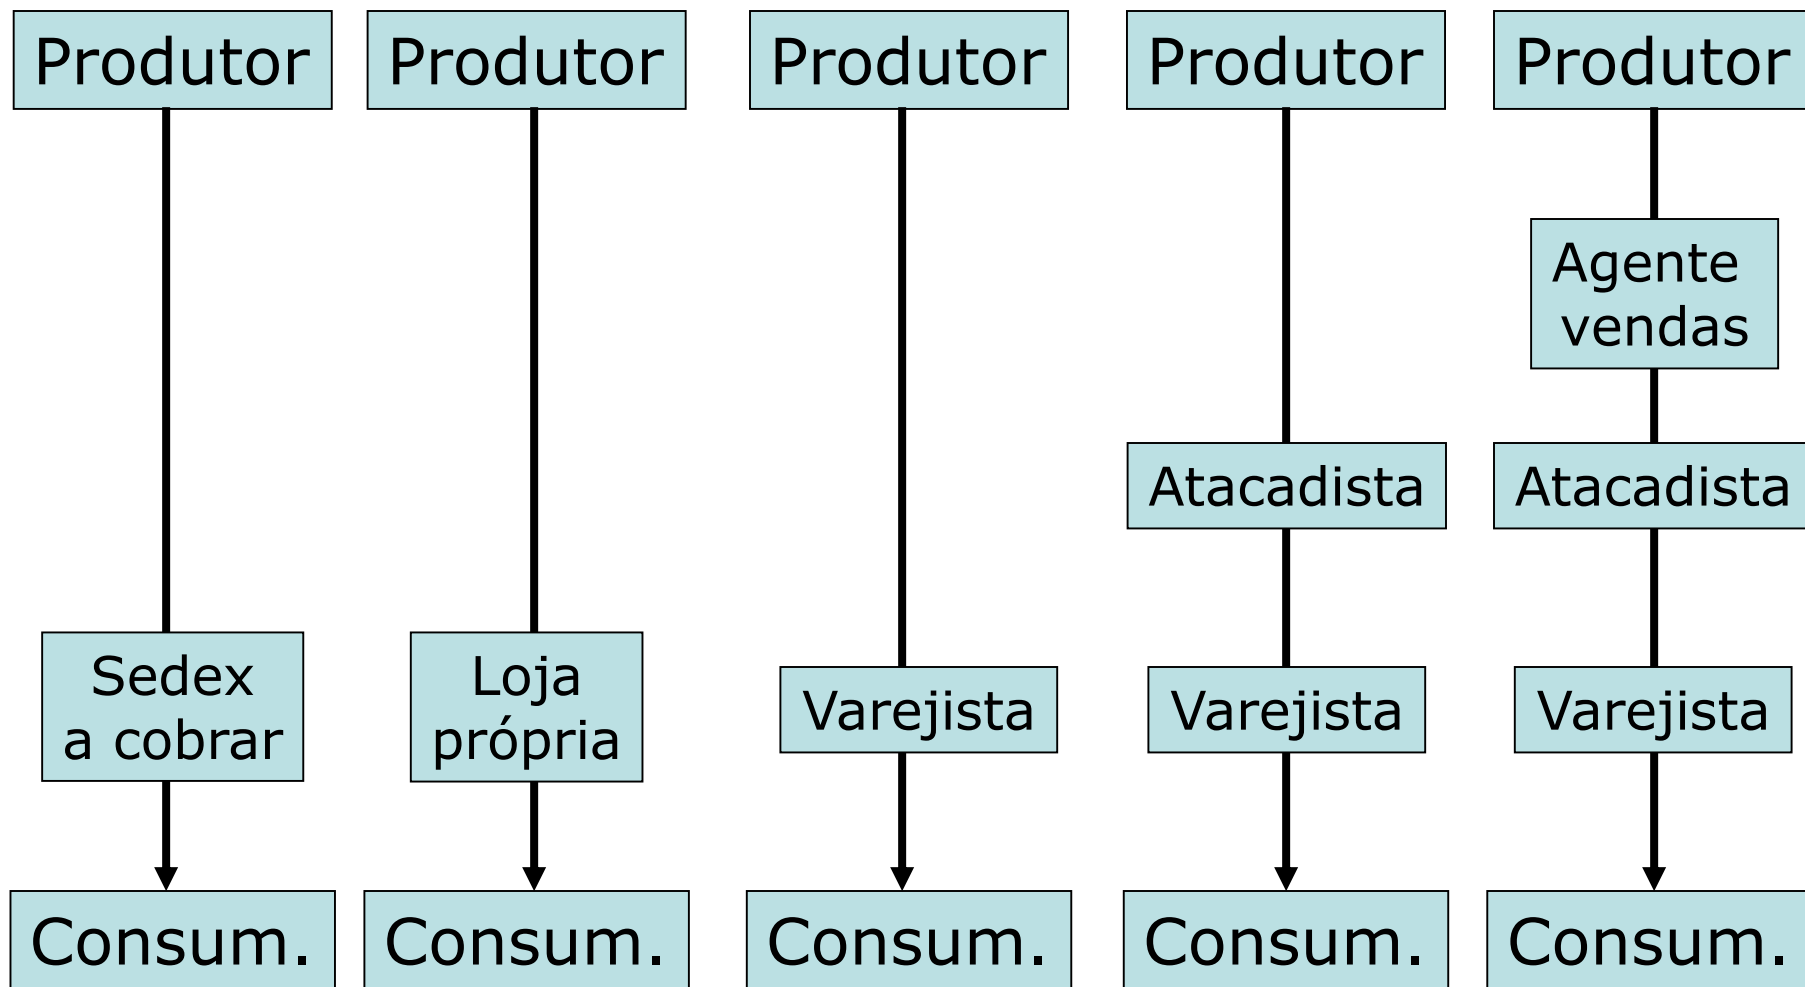 Produtor
Produtor
Produtor
Produtor
Produtor
Agente
vendas
Atacadista
Atacadista
Sedex
a cobrar
Loja
própria
Varejista
Varejista
Varejista
Consum.
Consum.
Consum.
Consum.
Consum.